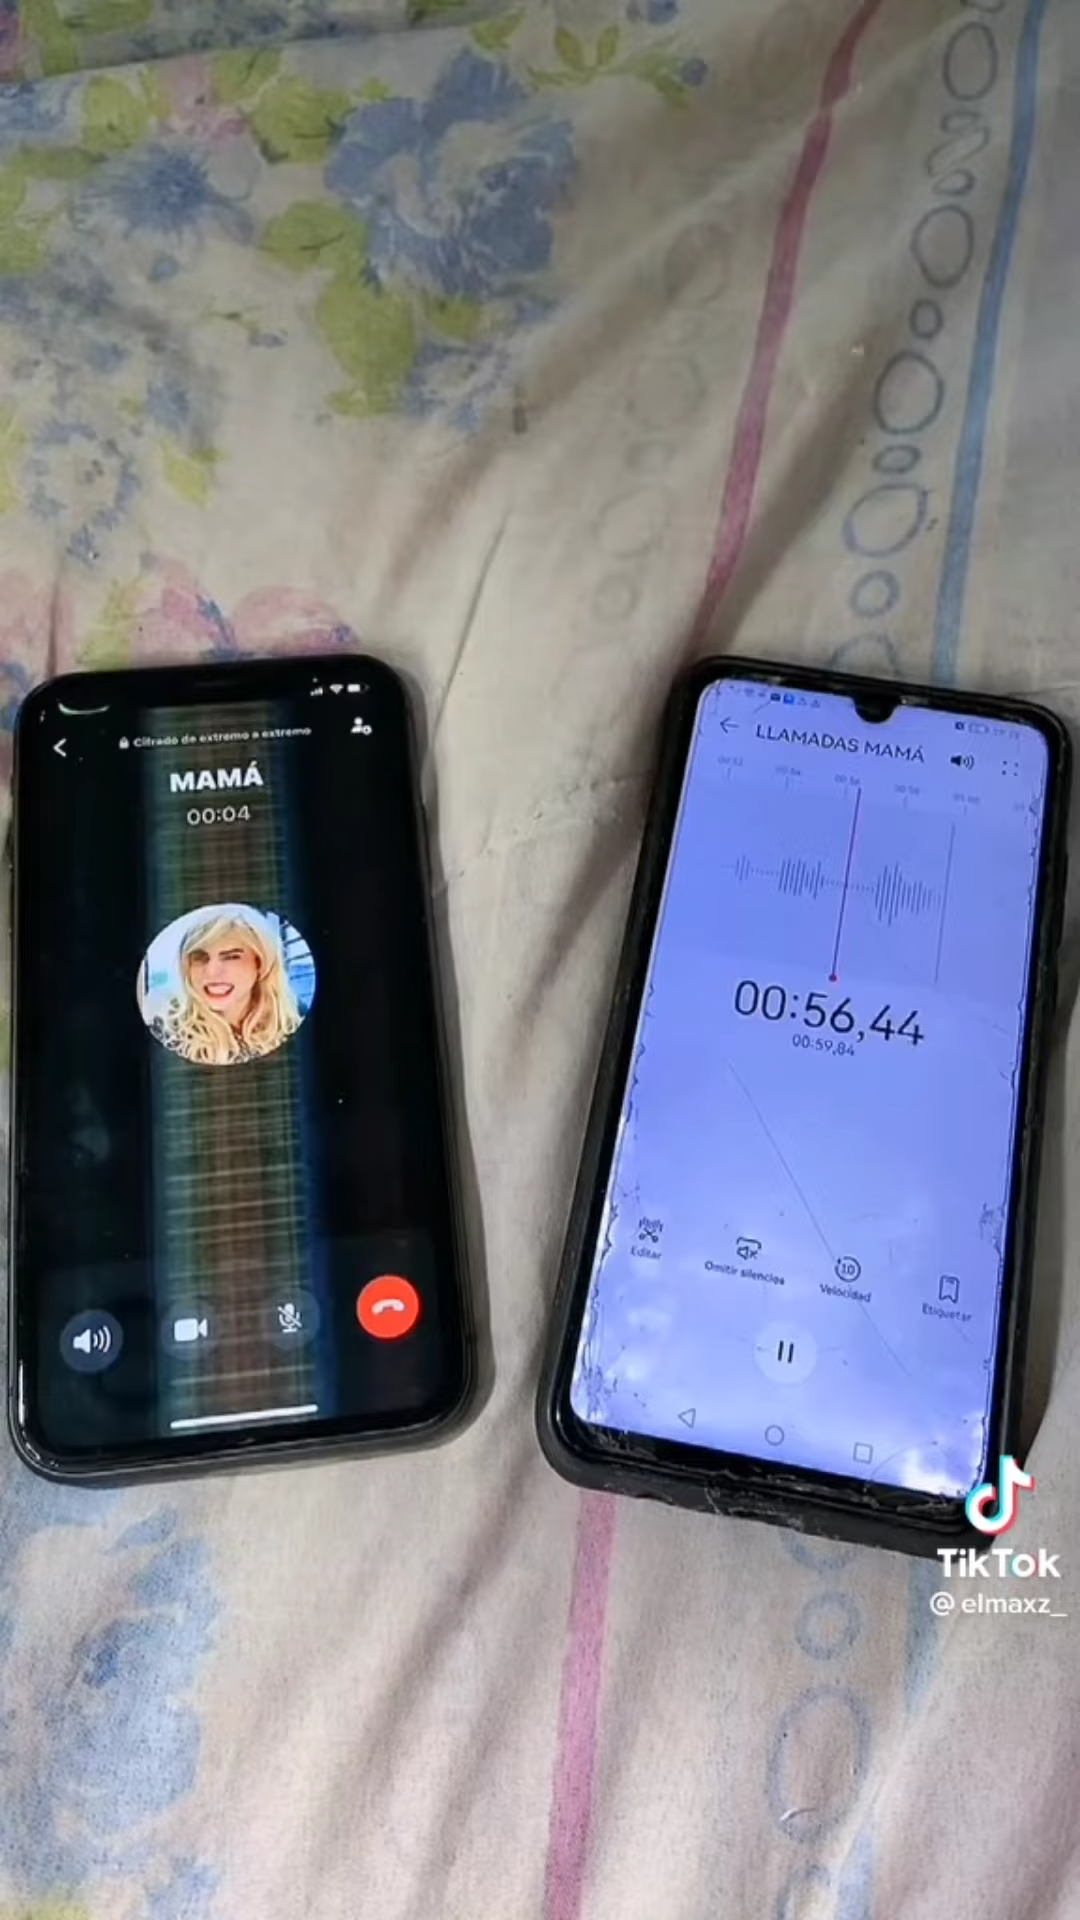 Cifrado de extremo a extremo
MAMÁ
00:04
LLAMADAS MAMÁ
00:56,44
00:59,84
Editar
Omitir silencios
10
Velocidad
Etiquetar
TikTok
@elmaxz_